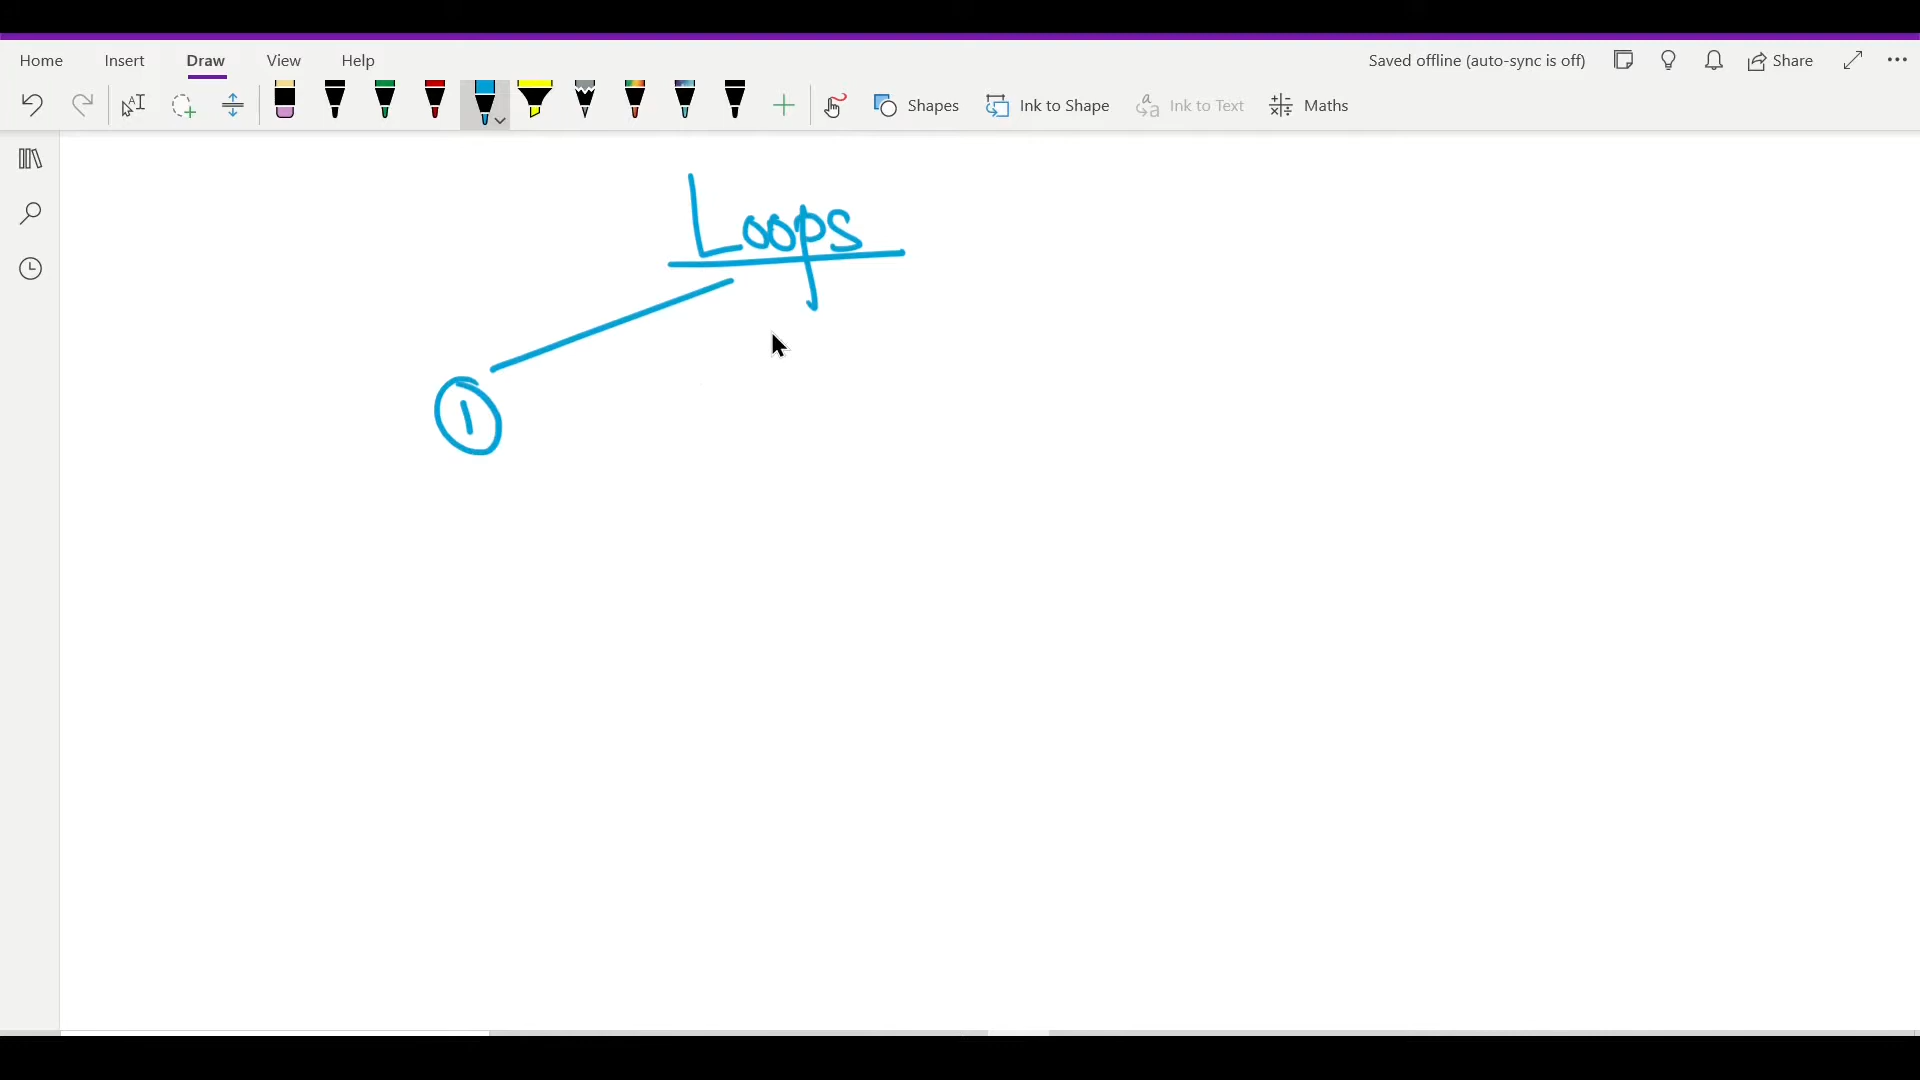 Home Insert Draw View Help Saved offline (auto-sync is off) Share
Shapes Ink to Shape Ink to Text Maths
Loops
1